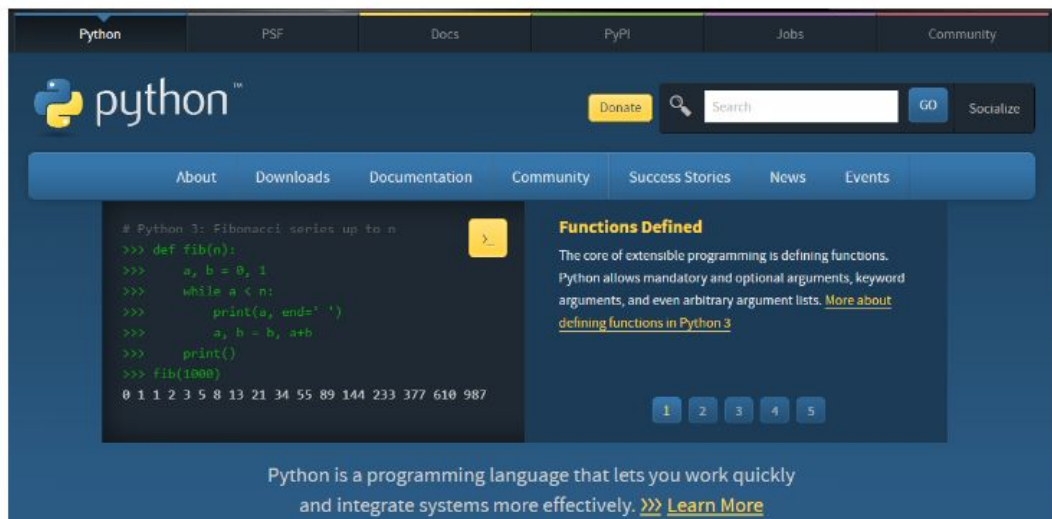 Python PSF Docs PyPI Jobs Community
python™
Donate Search GO Socialize
About Downloads Documentation Community Success Stories News Events
# Python 3: Fibonacci series up to n
>>> def fib(n):
>>>     a, b = 0, 1
>>>     while a < n:
>>>         print(a, end=' ')
>>>         a, b = b, a+b
>>>     print()
>>> fib(1000)
0 1 1 2 3 5 8 13 21 34 55 89 144 233 377 610 987
>_
Functions Defined
The core of extensible programming is defining functions.
Python allows mandatory and optional arguments, keyword
arguments, and even arbitrary argument lists. More about
defining functions in Python 3
1 2 3 4 5
Python is a programming language that lets you work quickly
and integrate systems more effectively. >>> Learn More